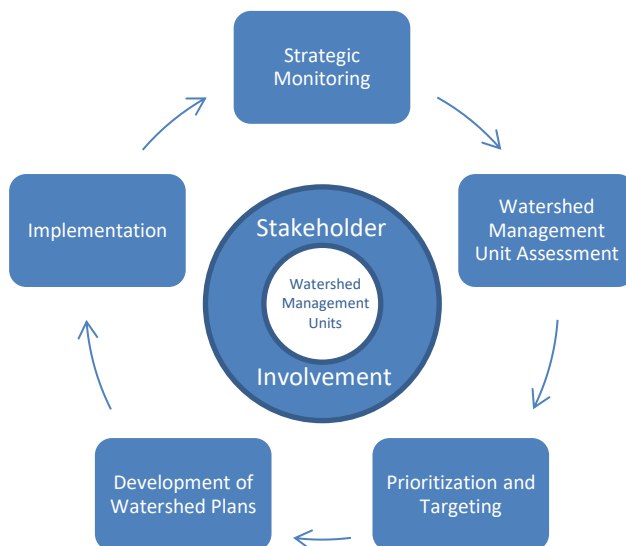 Strategic
Monitoring
Implementation
Watershed
Management
Unit Assessment
Stakeholder
Watershed
Management
Units
Involvement
Development of
Watershed Plans
Prioritization and
Targeting